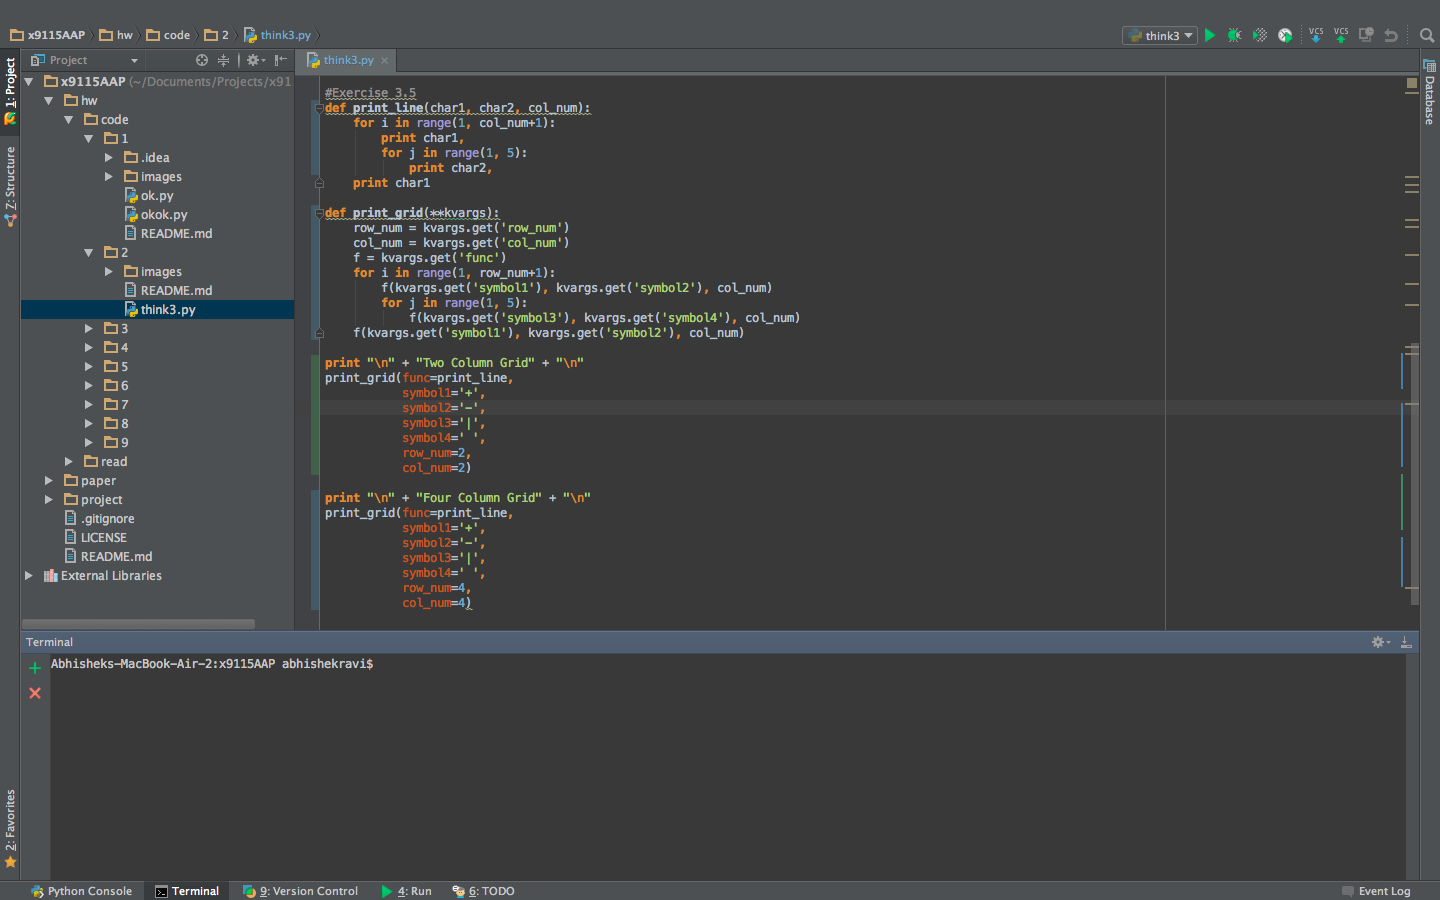 x9115AAP hw code 2 think3.py
think3 VCS VCS
1: Project
Z: Structure
2: Favorites
Database
Project
x9115AAP (~/Documents/Projects/x91
hw
code
1
.idea
images
ok.py
okok.py
README.md
2
images
README.md
think3.py
3
4
5
6
7
8
9
read
paper
project
.gitignore
LICENSE
README.md
External Libraries
think3.py
#Exercise 3.5
def print_line(char1, char2, col_num):
    for i in range(1, col_num+1):
        print char1,
        for j in range(1, 5):
            print char2,
    print char1
def print_grid(**kvargs):
    row_num = kvargs.get('row_num')
    col_num = kvargs.get('col_num')
    f = kvargs.get('func')
    for i in range(1, row_num+1):
        f(kvargs.get('symbol1'), kvargs.get('symbol2'), col_num)
        for j in range(1, 5):
            f(kvargs.get('symbol3'), kvargs.get('symbol4'), col_num)
    f(kvargs.get('symbol1'), kvargs.get('symbol2'), col_num)
print "\n" + "Two Column Grid" + "\n"
print_grid(func=print_line,
           symbol1='+',
           symbol2='-',
           symbol3='|',
           symbol4=' ',
           row_num=2,
           col_num=2)
print "\n" + "Four Column Grid" + "\n"
print_grid(func=print_line,
           symbol1='+',
           symbol2='-',
           symbol3='|',
           symbol4=' ',
           row_num=4,
           col_num=4)
Terminal
Abhisheks-MacBook-Air-2:x9115AAP abhishekravi$
Python Console Terminal 9: Version Control 4: Run 6: TODO Event Log